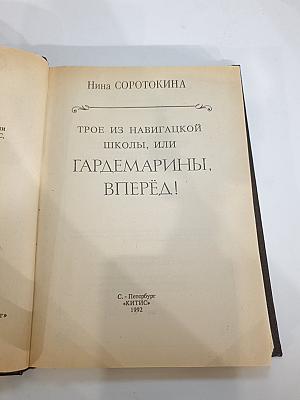 Нина СОРОТОКИНА
ТРОЕ ИЗ НАВИГАЦКОЙ
ШКОЛЫ, ИЛИ
ГАРДЕМАРИНЫ,
ВПЕРЁД!
С.-Петербург
«КИТИС»
1992